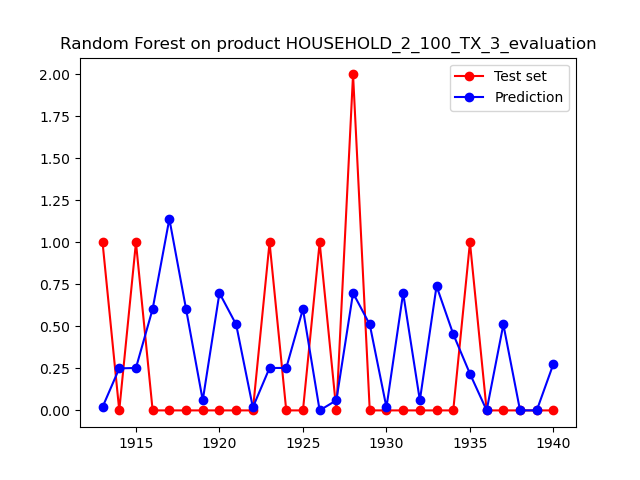 Random Forest on product HOUSEHOLD_2_100_TX_3_evaluation
Test set
Prediction
2.00
1.75
1.50
1.25
1.00
0.75
0.50
0.25
0.00
1915 1920 1925 1930 1935 1940